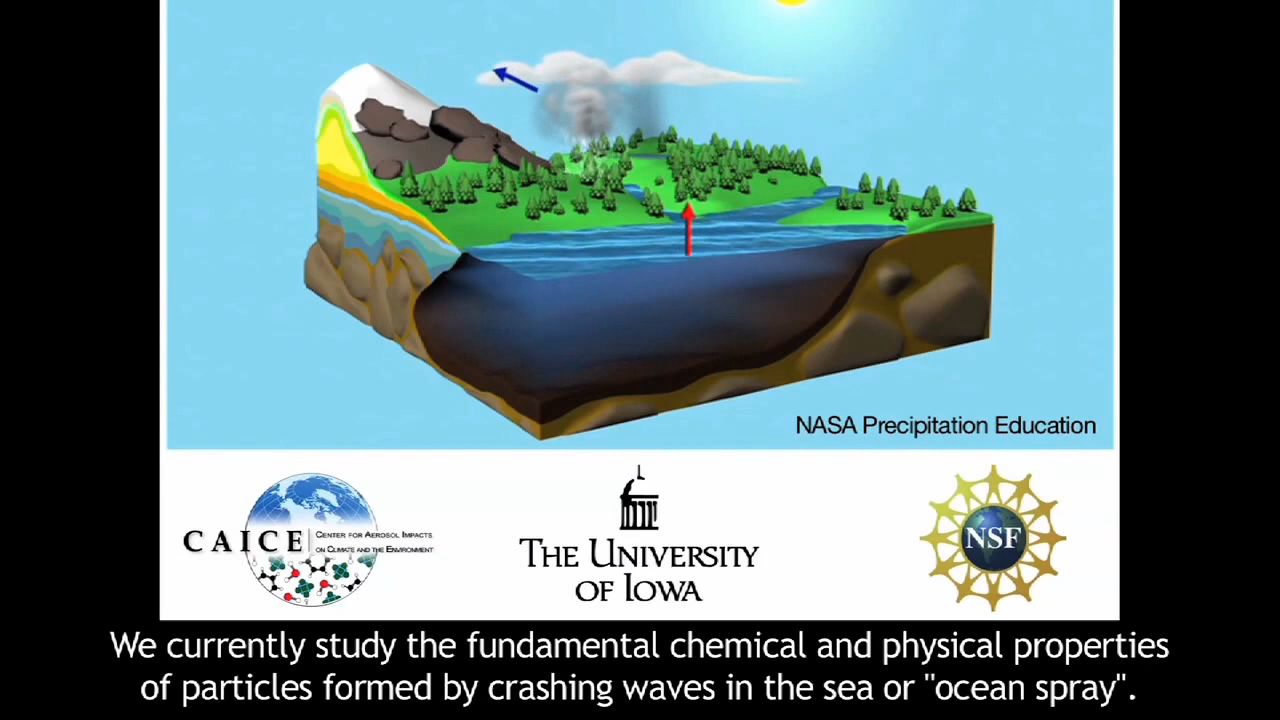 NASA Precipitation Education
CAICE
CENTER FOR AEROSOL IMPACTS
ON CLIMATE AND THE ENVIRONMENT
THE UNIVERSITY
OF IOWA
NSF
We currently study the fundamental chemical and physical properties
of particles formed by crashing waves in the sea or "ocean spray".